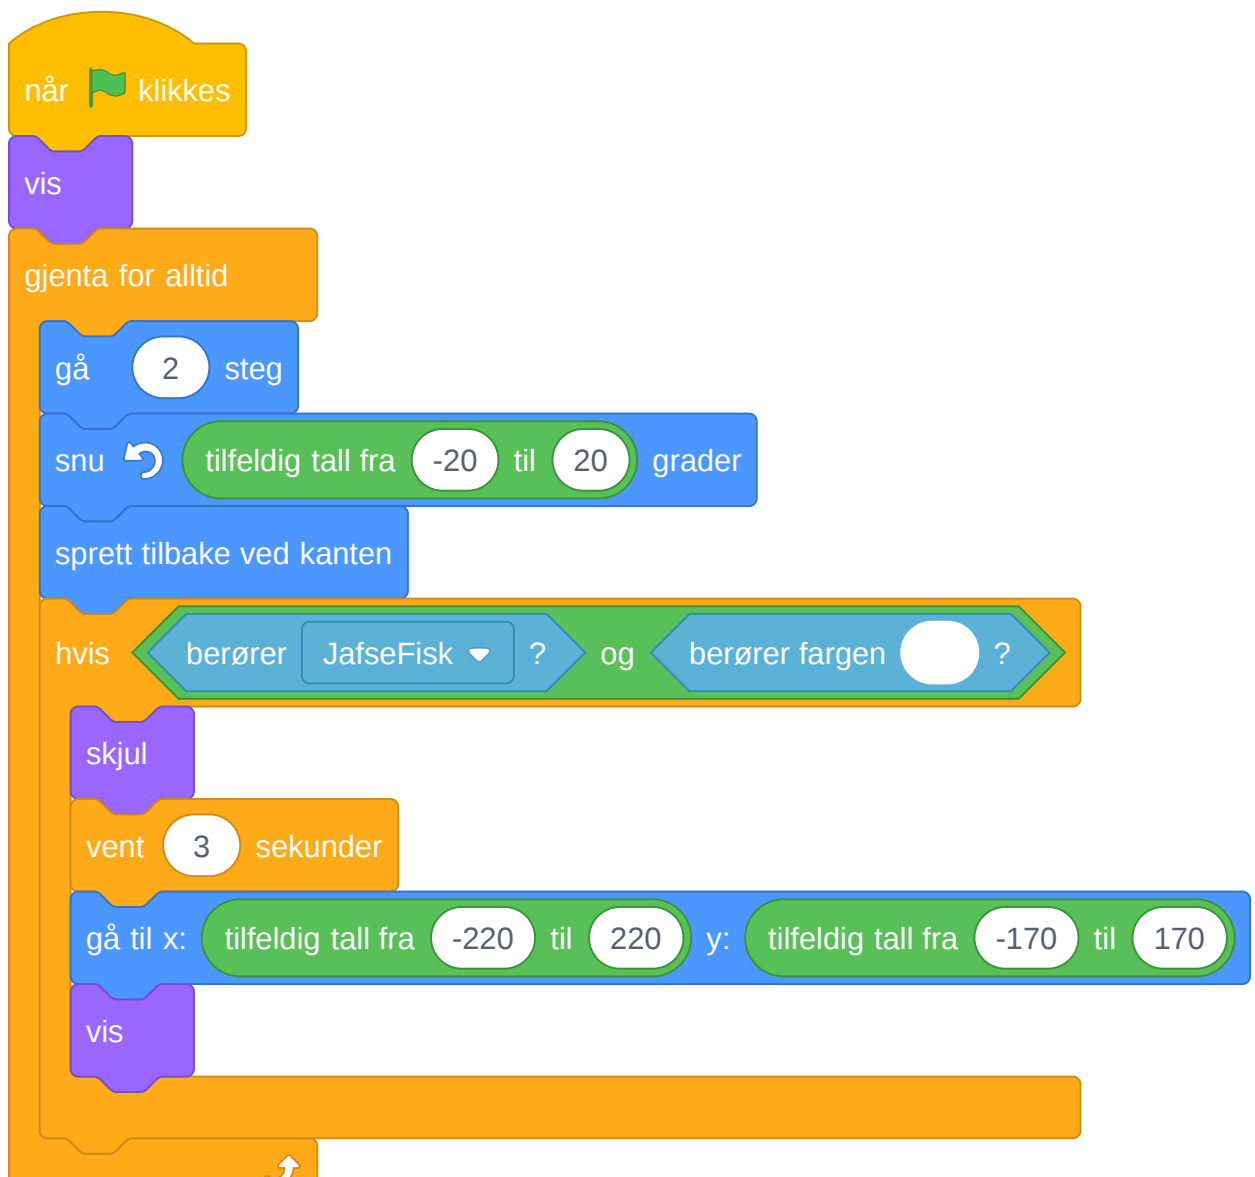 når klikkes
vis
gjenta for alltid
gå 2 steg
snu tilfeldig tall fra -20 til 20 grader
sprett tilbake ved kanten
hvis berører JafseFisk ? og berører fargen ?
skjul
vent 3 sekunder
gå til x: tilfeldig tall fra -220 til 220 y: tilfeldig tall fra -170 til 170
vis